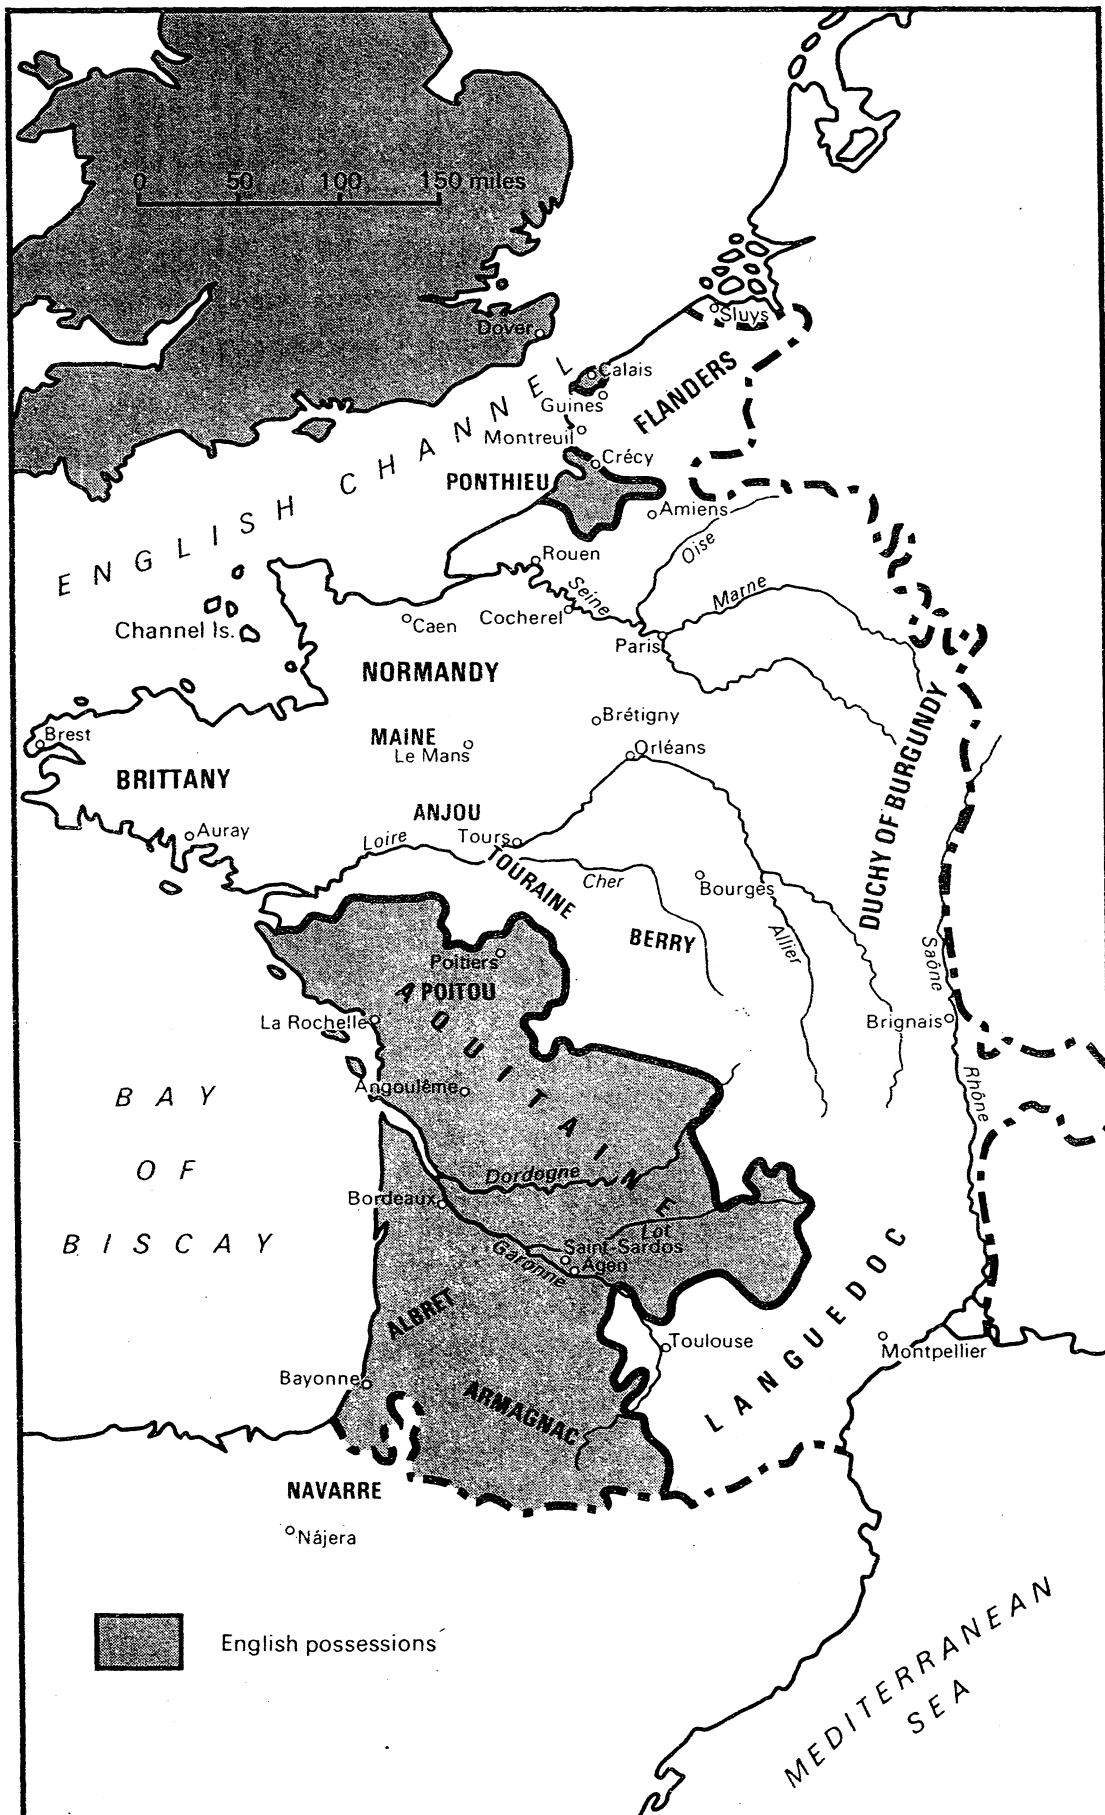 0 50 100 150 miles
Sluys
Dover
Calais
FLANDERS
Guines
ENGLISH CHANNEL
Montreuil
Crécy
PONTHIEU
Amiens
Rouen
Oise
Seine
Marne
Cocherel
Caen
Channel Is.
Paris
NORMANDY
Brétigny
Brest
MAINE
Le Mans
Orléans
BRITTANY
DUCHY OF BURGUNDY
ANJOU
Auray
Loire
Tours
TOURAINE
Cher
Bourges
BERRY
Allier
Saône
Poitiers
POITOU
AQUITAINE
La Rochelle
Brignais
Angoulême
Rhône
BAY
OF
BISCAY
Dordogne
Bordeaux
Lot
Saint-Sardos
Garonne
Agen
LANGUEDOC
ALBRET
Toulouse
Montpellier
Bayonne
ARMAGNAC
NAVARRE
Nájera
English possessions
MEDITERRANEAN
SEA